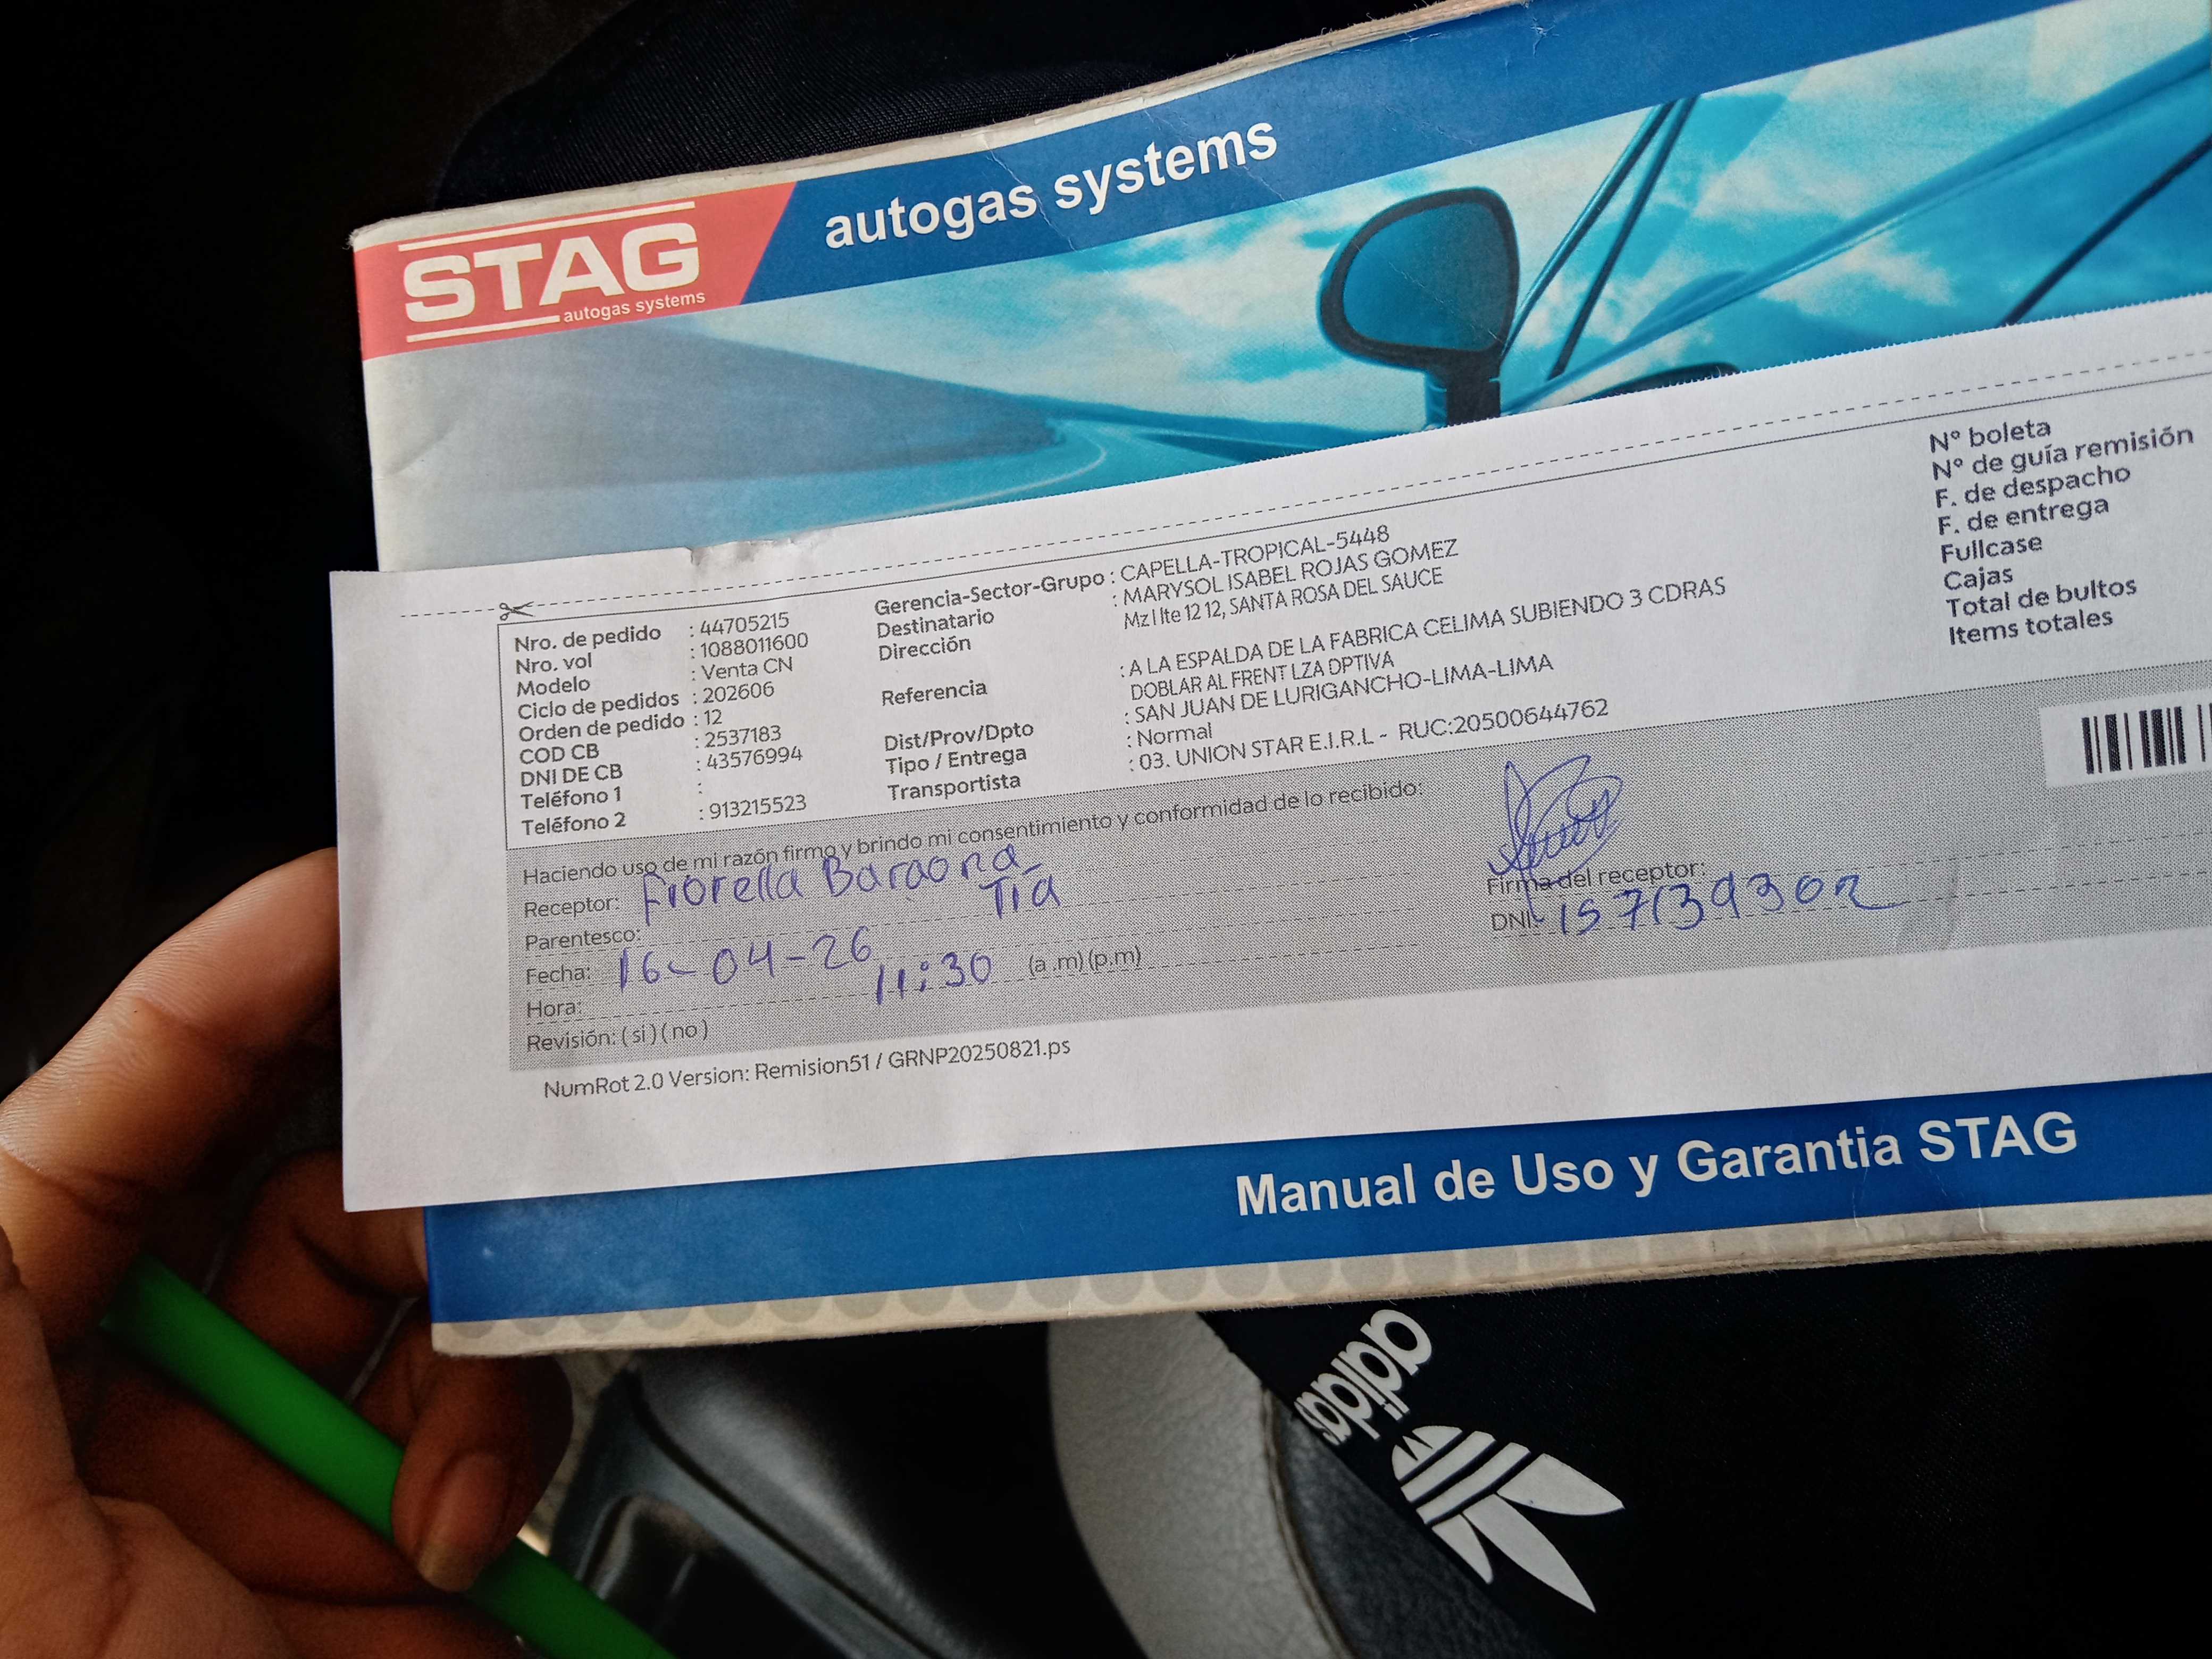 STAG
autogas systems
autogas systems
Nro. de pedido : 44705215
Nro. vol : 1088011600
Modelo : Venta CN
Ciclo de pedidos : 202606
Orden de pedido : 12
COD CB : 2537183
DNI DE CB : 43576994
Teléfono 1 :
Teléfono 2 : 913215523
Gerencia-Sector-Grupo : CAPELLA-TROPICAL-5448
Destinatario : MARYSOL ISABEL ROJAS GOMEZ
Dirección Mz I lte 12 12, SANTA ROSA DEL SAUCE
Referencia : A LA ESPALDA DE LA FABRICA CELIMA SUBIENDO 3 CDRAS
DOBLAR AL FRENT LZA DPTIVA
Dist/Prov/Dpto : SAN JUAN DE LURIGANCHO-LIMA-LIMA
Tipo / Entrega : Normal
Transportista : 03. UNION STAR E.I.R.L - RUC:20500644762
N° boleta
N° de guía remisión
F. de despacho
F. de entrega
Fullcase
Cajas
Total de bultos
Items totales
Haciendo uso de mi razón firmo y brindo mi consentimiento y conformidad de lo recibido:
Receptor: Fiorella Baraona
Parentesco: Tía
Fecha: 16-04-26
Hora: 11:30 (a .m) (p.m)
Revisión: ( si ) ( no )
Firma del receptor:
DNI:
NumRot 2.0 Version: Remision51 / GRNP20250821.ps
Manual de Uso y Garantia STAG
adidas